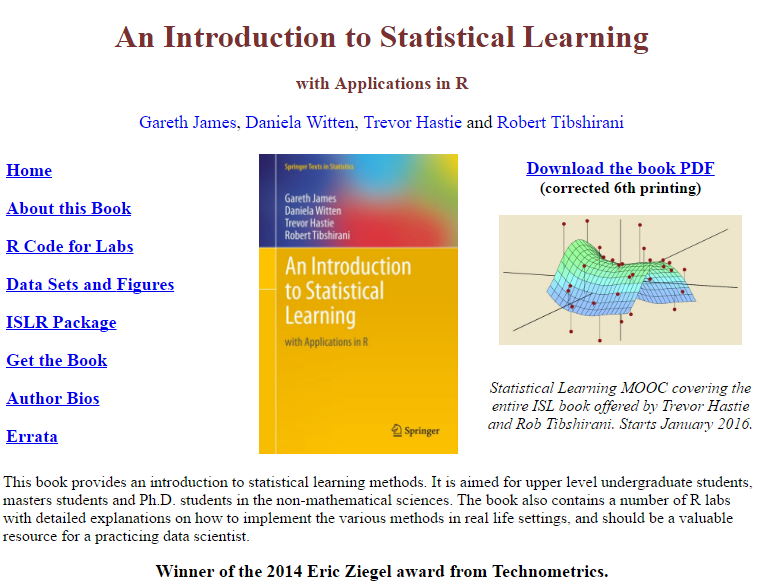 An Introduction to Statistical Learning
with Applications in R
Gareth James, Daniela Witten, Trevor Hastie and Robert Tibshirani
Home
About this Book
R Code for Labs
Data Sets and Figures
ISLR Package
Get the Book
Author Bios
Errata
Springer Texts in Statistics
Gareth James
Daniela Witten
Trevor Hastie
Robert Tibshirani
An Introduction
to Statistical
Learning
with Applications in R
Springer
Download the book PDF
(corrected 6th printing)
Statistical Learning MOOC covering the
entire ISL book offered by Trevor Hastie
and Rob Tibshirani. Starts January 2016.
This book provides an introduction to statistical learning methods. It is aimed for upper level undergraduate students,
masters students and Ph.D. students in the non-mathematical sciences. The book also contains a number of R labs
with detailed explanations on how to implement the various methods in real life settings, and should be a valuable
resource for a practicing data scientist.
Winner of the 2014 Eric Ziegel award from Technometrics.